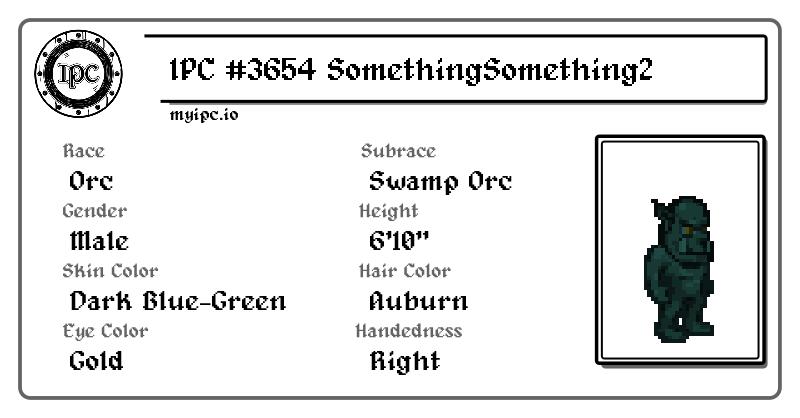 IPC
IPC #3654 SomethingSomething2
myipc.io
Race
Orc
Subrace
Swamp Orc
Gender
Male
Height
6'10"
Skin Color
Dark Blue-Green
Hair Color
Auburn
Eye Color
Gold
Handedness
Right